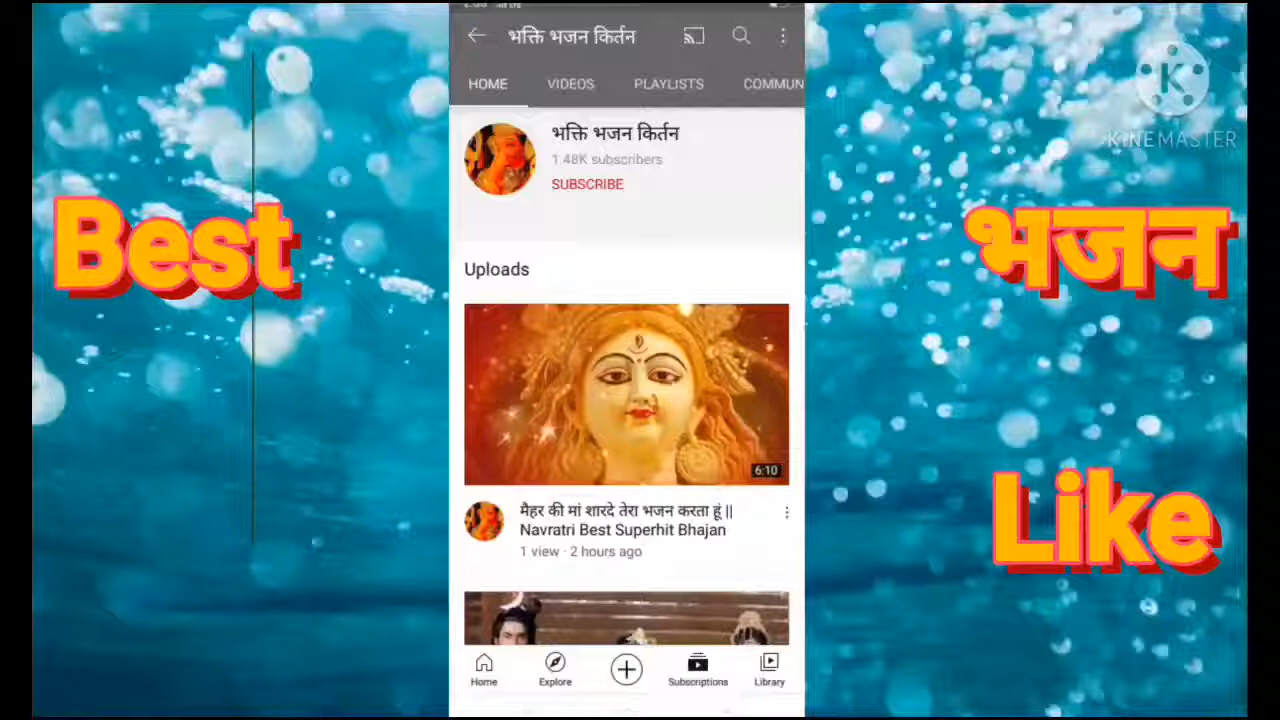 भक्ति भजन किर्तन
HOME VIDEOS PLAYLISTS COMMUN
भक्ति भजन किर्तन
1.48K subscribers
SUBSCRIBE
KINEMASTER
Best
भजन
Uploads
6:10
मैहर की मां शारदे तेरा भजन करता हूं ||
Navratri Best Superhit Bhajan
1 view · 2 hours ago
Like
Home Explore Subscriptions Library